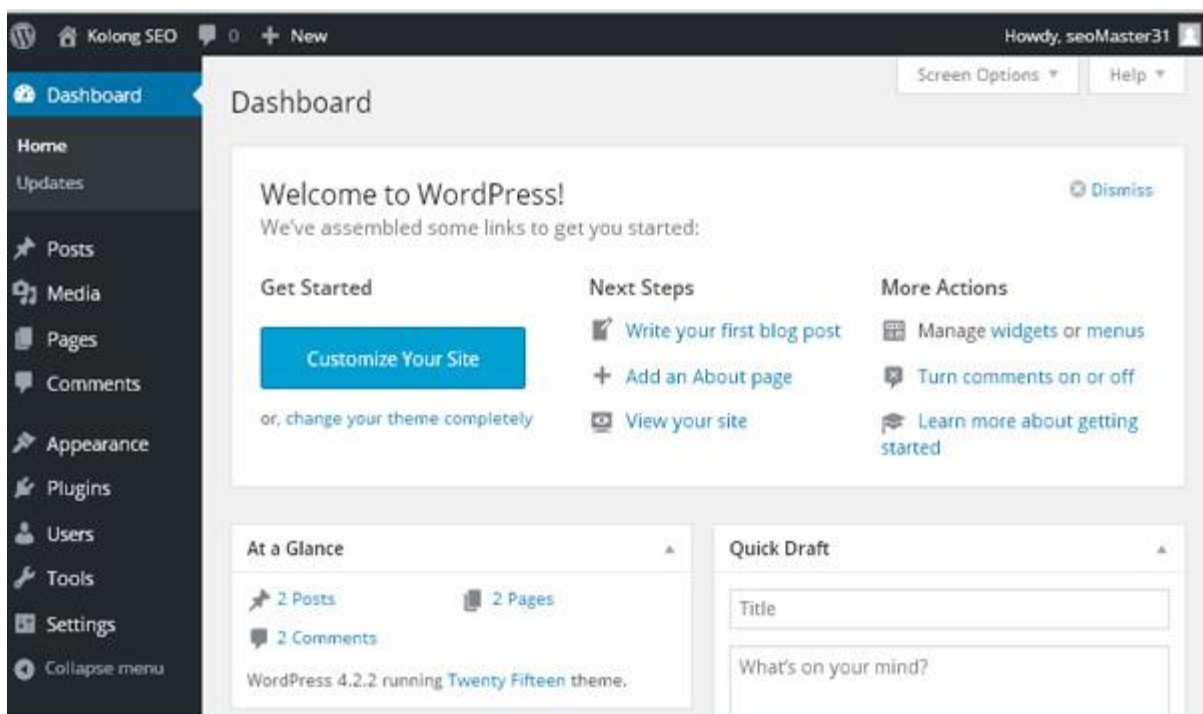 Kolong SEO 0 + New Howdy, seoMaster31
Screen Options Help
Dashboard
Home
Updates
Posts
Media
Pages
Comments
Appearance
Plugins
Users
Tools
Settings
Collapse menu
Dashboard
Welcome to WordPress!
We've assembled some links to get you started:
Dismiss
Get Started
Customize Your Site
or, change your theme completely
Next Steps
Write your first blog post
Add an About page
View your site
More Actions
Manage widgets or menus
Turn comments on or off
Learn more about getting
started
At a Glance
2 Posts 2 Pages
2 Comments
WordPress 4.2.2 running Twenty Fifteen theme.
Quick Draft
Title
What's on your mind?